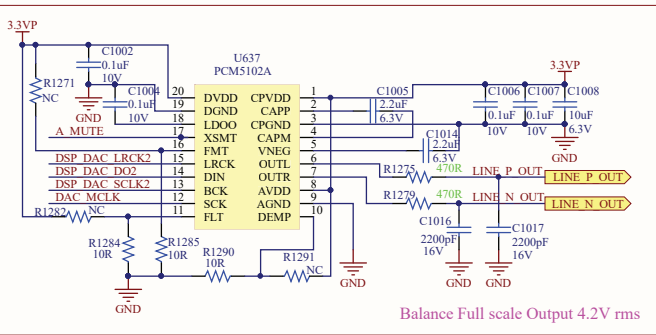 3.3VP
R1271
NC
C1002
0.1uF
10V
GND
C1004
0.1uF
10V
A_MUTE
DSP_DAC_LRCK2
DSP_DAC_DO2
DSP_DAC_SCLK2
DAC_MCLK
R1282
NC
R1284
10R
R1285
10R
R1290
10R
R1291
NC
GND
U637
PCM5102A
20 DVDD CPVDD 1
19 DGND CAPP 2
18 LDOO CPGND 3
17 XSMT CAPM 4
16 FMT VNEG 5
15 LRCK OUTL 6
14 DIN OUTR 7
13 BCK AVDD 8
12 SCK AGND 9
11 FLT DEMP 10
C1005
2.2uF
6.3V
C1014
2.2uF
6.3V
3.3VP
C1006
0.1uF
10V
C1007
0.1uF
10V
C1008
10uF
6.3V
GND
R1275
470R
LINE_P_OUT
LINE_P_OUT
R1279
470R
LINE_N_OUT
LINE_N_OUT
C1016
2200pF
16V
C1017
2200pF
16V
GND
GND
GND
Balance Full scale Output 4.2V rms